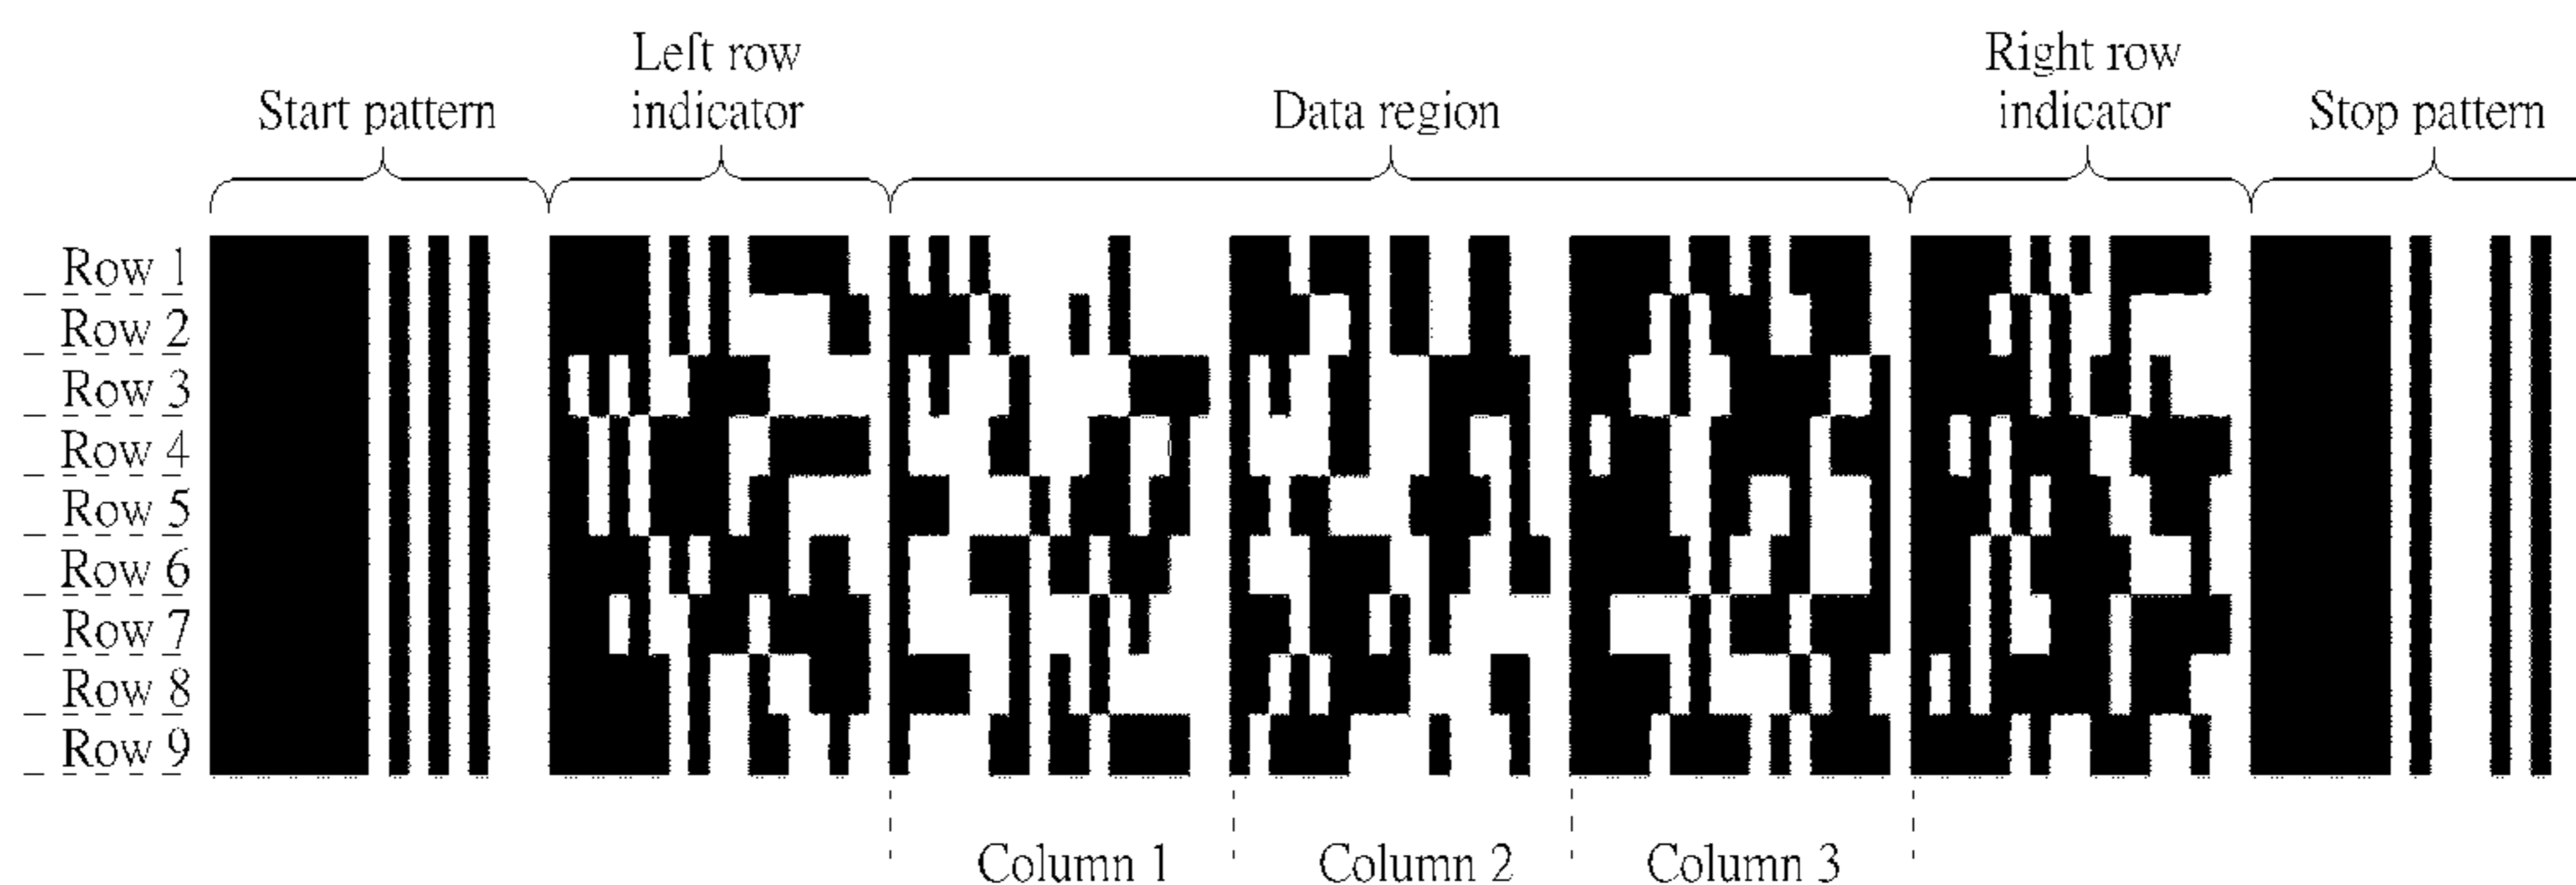 Left row
indicator
Right row
indicator
Start pattern
Data region
Stop pattern
Row 1
Row 2
Row 3
Row 4
Row 5
Row 6
Row 7
Row 8
Row 9
Column 1
Column 2
Column 3